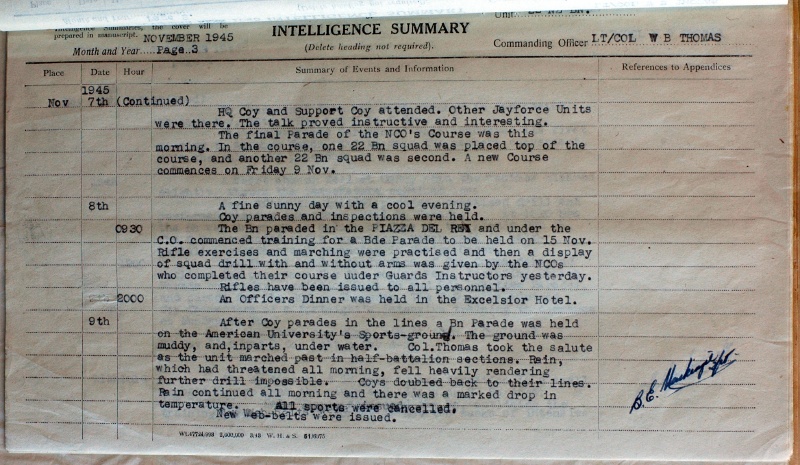 Intelligence Summaries, the cover will be
prepared in manuscript.
INTELLIGENCE SUMMARY
(Delete heading not required).
Unit
NOVEMBER 1945
Month and Year Page 3
Commanding Officer LT/COL W B THOMAS
Place Date Hour Summary of Events and Information References to Appendices
1945
Nov 7th (Continued)
HQ Coy and Support Coy attended. Other Jayforce Units
were there. The talk proved instructive and interesting.
The final Parade of the NCO's Course was this
morning. In the course, one 22 Bn squad was placed top of the
course, and another 22 Bn squad was second. A new Course
commences on Friday 9 Nov.
8th A fine sunny day with a cool evening.
Coy parades and inspections were held.
0930 The Bn paraded in the PIAZZA DEL REX and under the
C.O. commenced training for a Bde Parade to be held on 15 Nov.
Rifle exercises and marching were practised and then a display
of squad drill with and without arms was given by the NCOs
who completed their course uuder Guards Instructors yesterday.
Rifles have been issued to all personnel.
2000 An Officers Dinner was held in the Excelsior Hotel.
9th After Coy parades in the lines a Bn Parade was held
on the American University's Sports-ground. The ground was
muddy, and,inparts, under water. Col.Thomas took the salute
as the unit marched past in half-battalion sections. Rain,
which had threatened all morning, fell heavily rendering
further drill impossible. Coys doubled back to their lines.
Rain continued all morning and there was a marked drop in
temperature. All sports were cancelled.
New Web-belts were issued.
B.E.